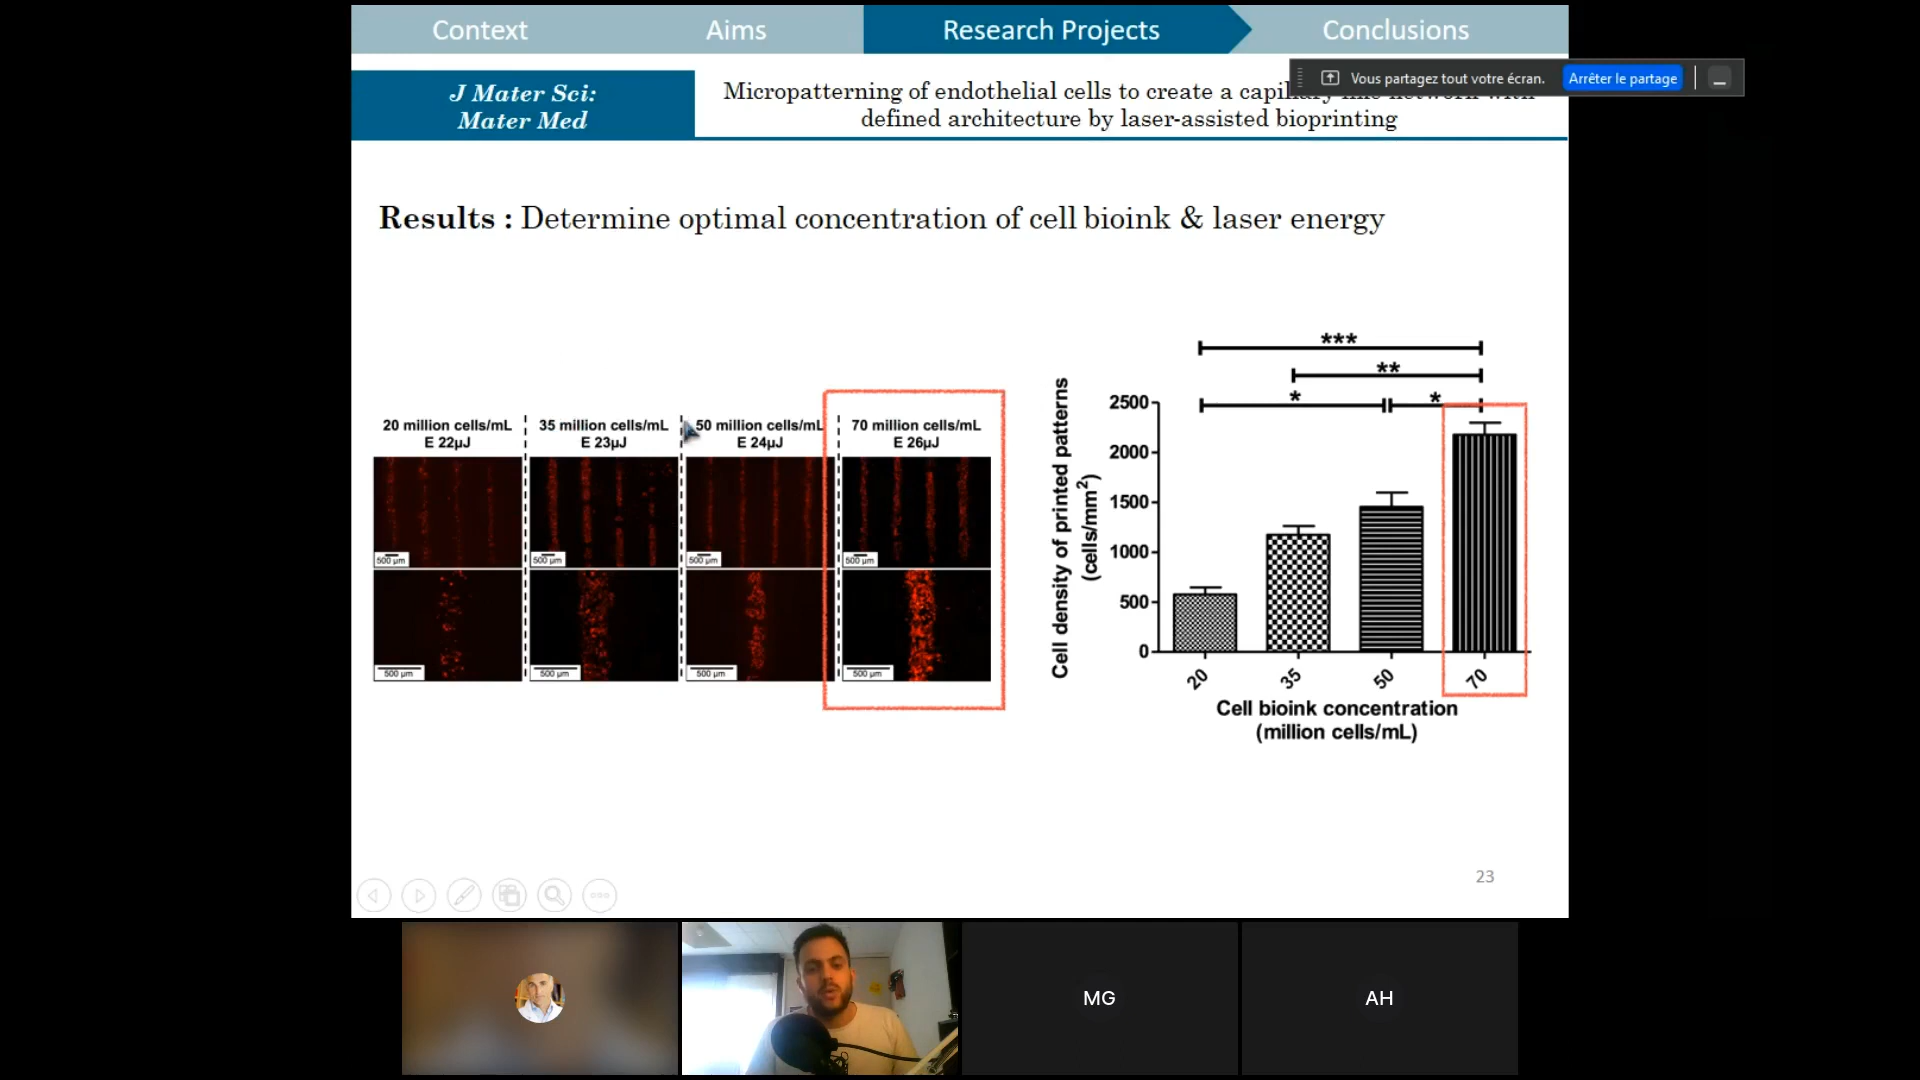 Context Aims Research Projects Conclusions
Vous partagez tout votre écran. Arrêter le partage
J Mater Sci:
Mater Med
Micropatterning of endothelial cells to create a capillary-like network with
defined architecture by laser-assisted bioprinting
Results : Determine optimal concentration of cell bioink & laser energy
20 million cells/mL
E 22µJ
35 million cells/mL
E 23µJ
50 million cells/mL
E 24µJ
70 million cells/mL
E 26µJ
500 µm
500 µm
500 µm
500 µm
500 µm
500 µm
500 µm
500 µm
***
**
* *
Cell density of printed patterns
(cells/mm²)
2500
2000
1500
1000
500
0
20 35 50 70
Cell bioink concentration
(million cells/mL)
23
MG
AH